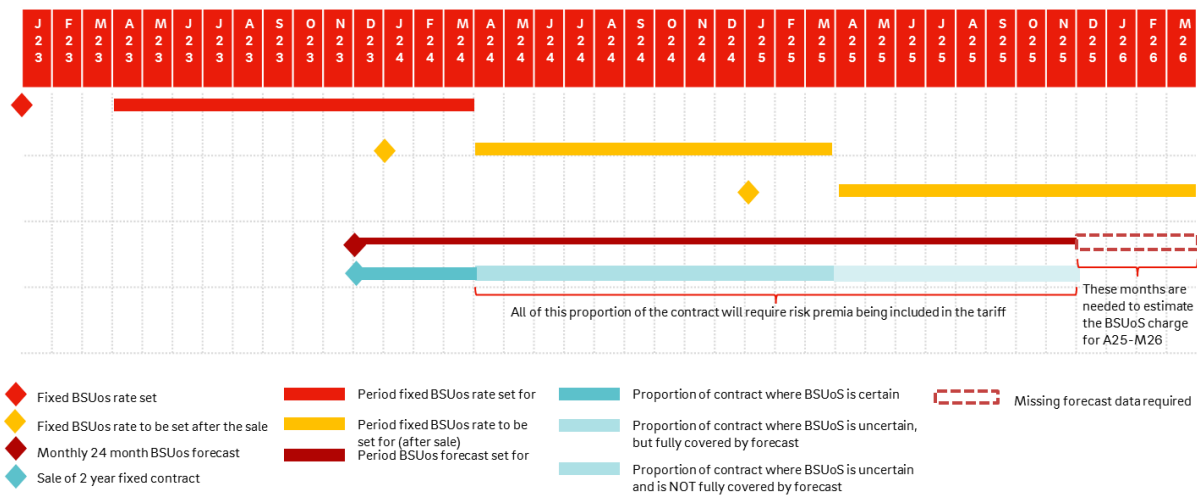 J F M A M J J A S O N D J F M A M J J A S O N D J F M A M J J A S O N D J F M
2 2 2 2 2 2 2 2 2 2 2 2 2 2 2 2 2 2 2 2 2 2 2 2 2 2 2 2 2 2 2 2 2 2 2 2 2 2 2
3 3 3 3 3 3 3 3 3 3 3 3 4 4 4 4 4 4 4 4 4 4 4 4 5 5 5 5 5 5 5 5 5 5 5 5 6 6 6
All of this proportion of the contract will require risk premia being included in the tariff
These months are
needed to estimate
the BSUoS charge
for A25-M26
Fixed BSUos rate set
Fixed BSUos rate to be set after the sale
Monthly 24 month BSUos forecast
Sale of 2 year fixed contract
Period fixed BSUos rate set for
Period fixed BSUos rate to be
set for (after sale)
Period BSUos forecast set for
Proportion of contract where BSUoS is certain
Proportion of contract where BSUoS is uncertain,
but fully covered by forecast
Proportion of contract where BSUoS is uncertain
and is NOT fully covered by forecast
Missing forecast data required